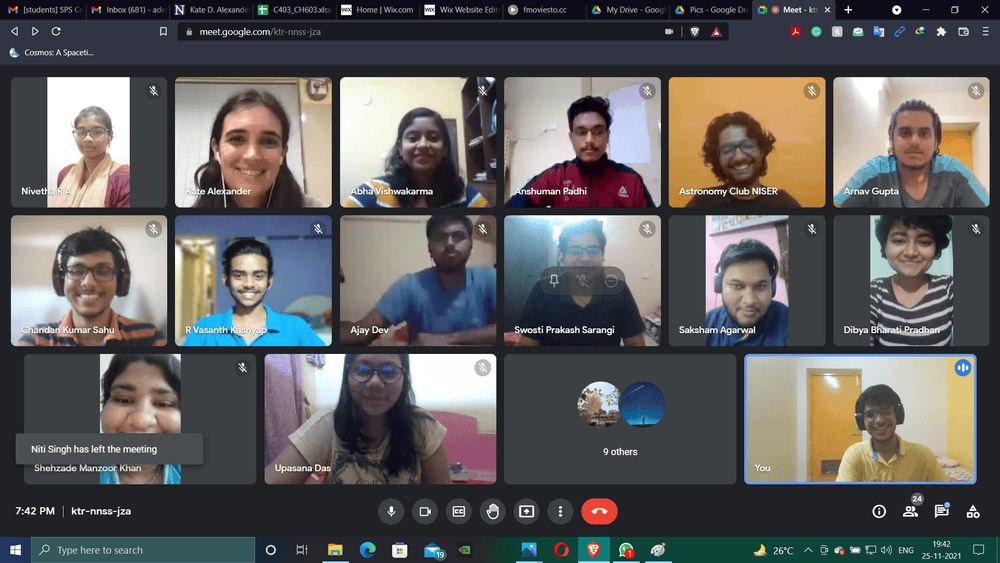 [students] SPS Co
Inbox (681) - ade
Kate D. Alexander
C403_CH603.xlsx
Home | Wix.com
Wix Website Edit
fmoviesto.cc
My Drive - Googl
Pics - Google Dri
Meet - ktr
meet.google.com/ktr-nnss-jza
Cosmos: A Spaceti...
Nivetha R A
Kate Alexander
Abha Vishwakarma
Anshuman Padhi
Astronomy Club NISER
Arnav Gupta
Chandan Kumar Sahu
R Vasanth Kashyap
Ajay Dev
Swosti Prakash Sarangi
Saksham Agarwal
Dibya Bharati Pradhan
Niti Singh has left the meeting
Shehzade Manzoor Khan
Upasana Das
9 others
You
7:42 PM | ktr-nnss-jza
24
Type here to search
19
26°C
ENG
19:42
25-11-2021